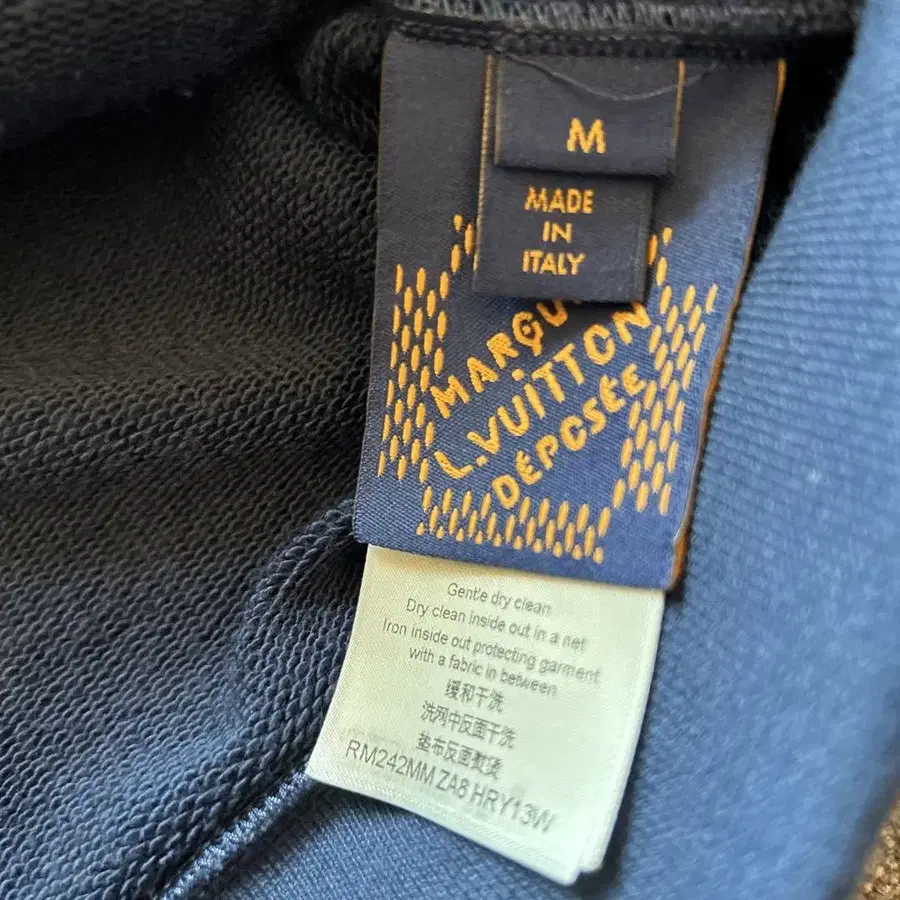 M
MADE
IN
ITALY
MARQU
L.VUITTON
DÉPOSÉE
Gentle dry clean
Dry clean inside out in a net
Iron inside out protecting garment
with a fabric in between
缓和干洗
洗网中反面干洗
垫布反面熨烫
RM242MM ZA8 HRY13W